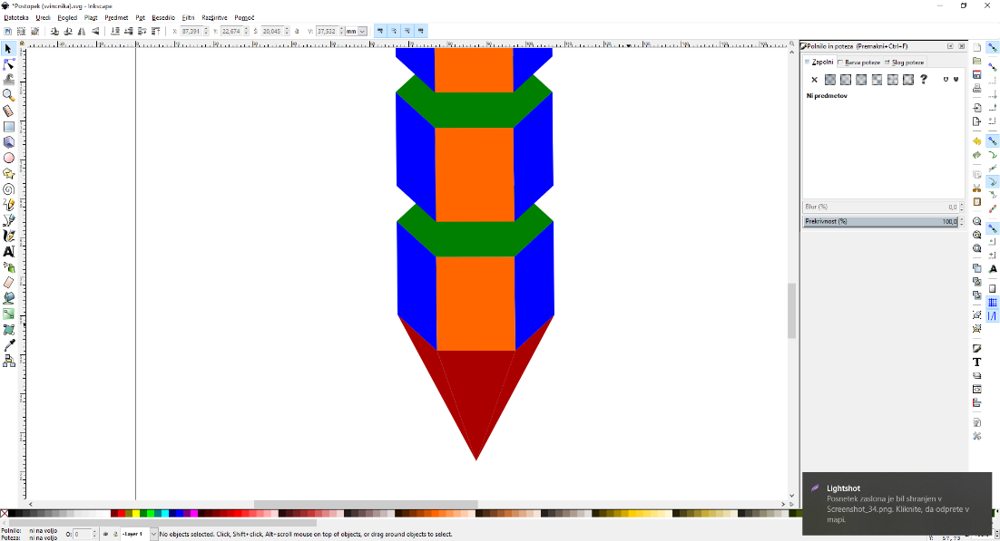 *Postopek (svincnika).svg - Inkscape
Datoteka Uredi Pogled Plast Predmet Pot Besedilo Filtri Razširitve Pomoč
X: 87,391 Y: 22,674 Š: 20,045 V: 37,532 mm
Polnilo in poteza (Premakni+Ctrl+F)
Zapolni Barva poteze Slog poteze
Ni predmetov
Blur (%) 0,0
Prekrivnost (%) 100,0
Lightshot
Posnetek zaslona je bil shranjen v
Screenshot_34.png. Kliknite, da odprete v
mapi.
Polnilo: ni na voljo O: 0 -Layer 1 No objects selected. Click, Shift+click, Alt+scroll mouse on top of objects, or drag around objects to select.
Poteza: ni na voljo Y: 57,73